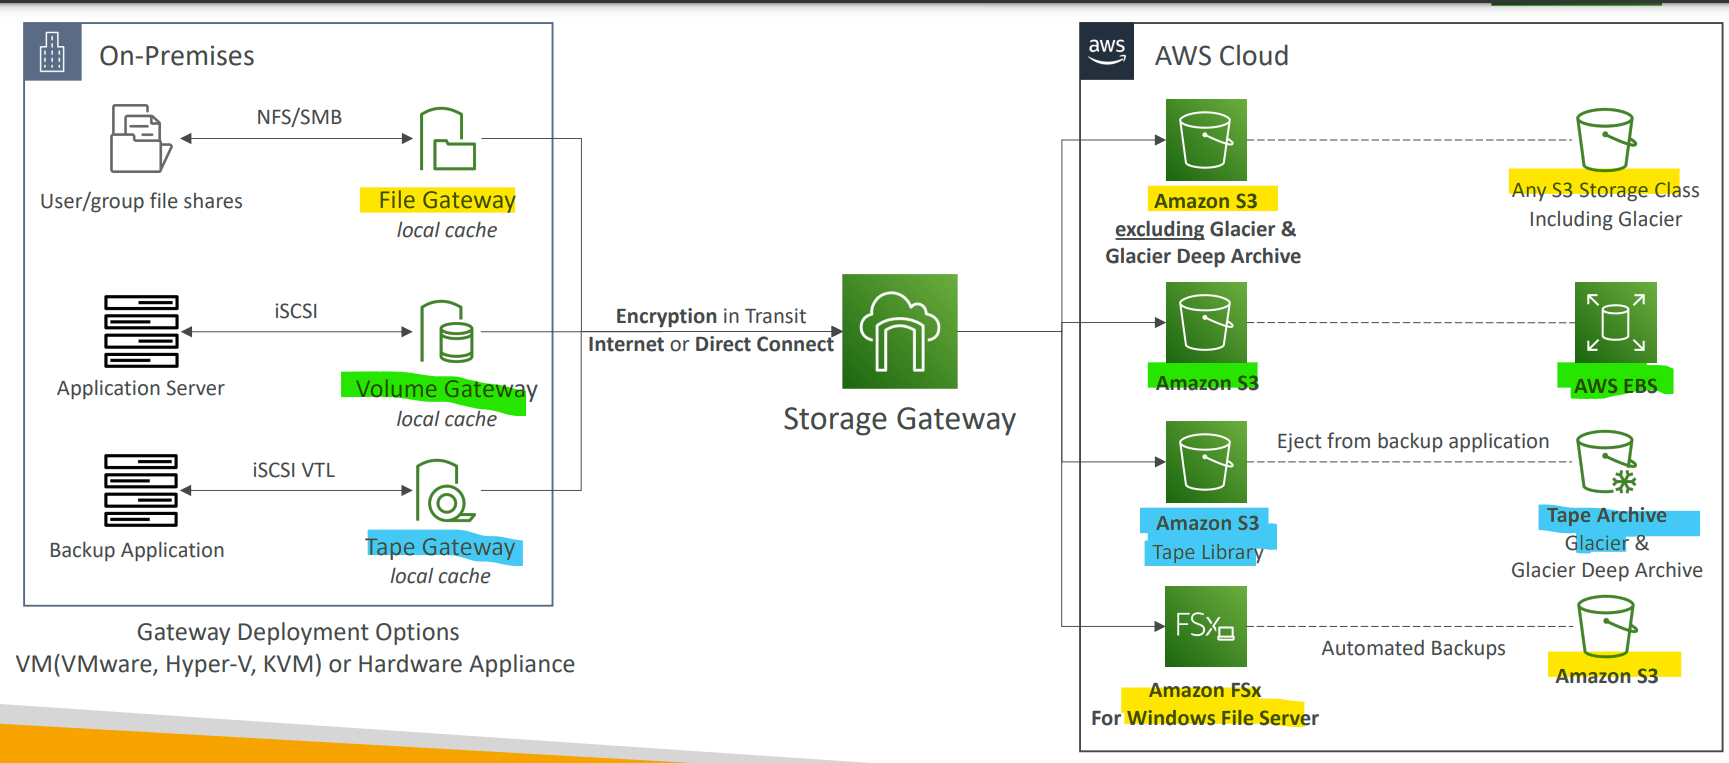 On-Premises
NFS/SMB
User/group file shares
File Gateway
local cache
iSCSI
Application Server
Volume Gateway
local cache
iSCSI VTL
Backup Application
Tape Gateway
local cache
Gateway Deployment Options
VM(VMware, Hyper-V, KVM) or Hardware Appliance
Encryption in Transit
Internet or Direct Connect
Storage Gateway
aws
AWS Cloud
Amazon S3
excluding Glacier &
Glacier Deep Archive
Any S3 Storage Class
Including Glacier
Amazon S3
AWS EBS
Eject from backup application
Amazon S3
Tape Library
Tape Archive
Glacier &
Glacier Deep Archive
FSx
Automated Backups
Amazon FSx
For Windows File Server
Amazon S3